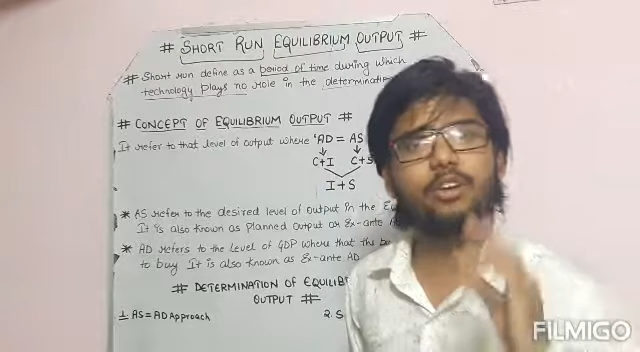 # SHORT RUN EQUILIBRIUM OUTPUT #
# Short run define as a period of time during which
technology plays no role in the
# CONCEPT OF EQUILIBRIUM OUTPUT #
It refer to that level of output where 'AD = AS
C+I C+S
I+S
* AS refer to the desired level of output in the
It is also known as Planned Output or Ex-ante
* AD refers to the level of GDP where that the
to buy It is also known as Ex-ante AD
# DETERMINATION OF
OUTPUT #
1 AS = AD Approach
2. S
FILMIGO